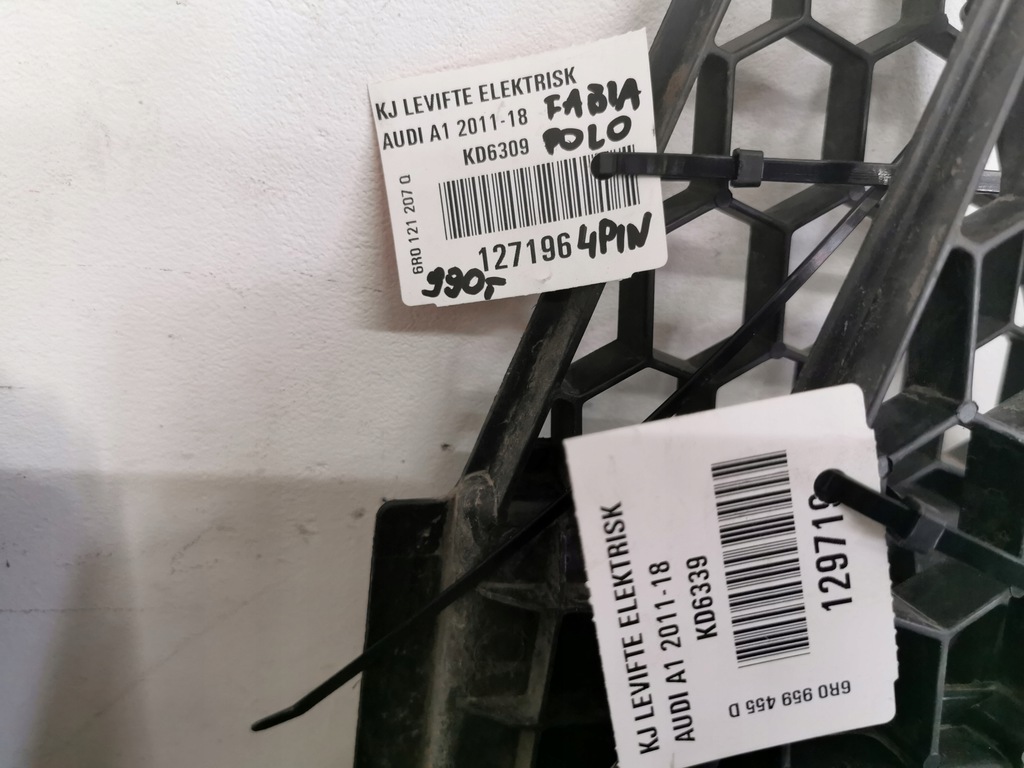 KJ LEVIFTE ELEKTRISK
AUDI A1 2011-18 FABIA
KD6309 POLO
6R0 121 207 Q
127196 4PIN
990,-
KJ LEVIFTE ELEKTRISK
AUDI A1 2011-18
KD6339
6R0 959 455 D